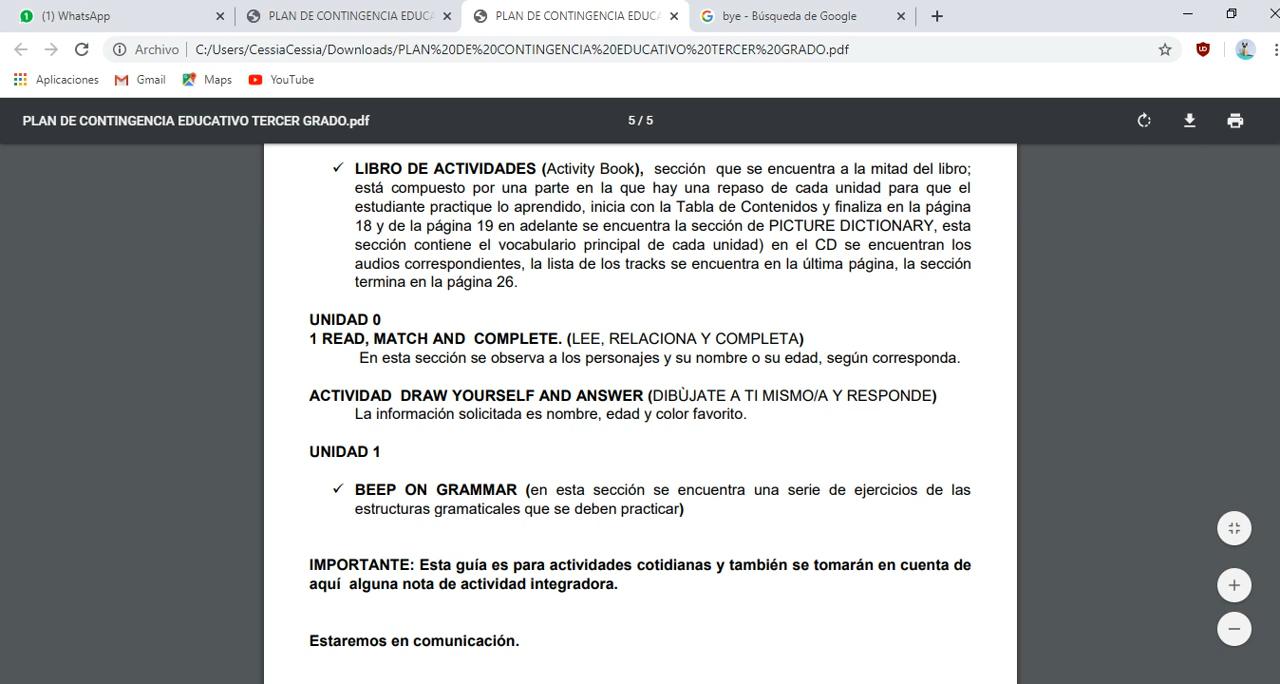 (1) WhatsApp
PLAN DE CONTINGENCIA EDUCA
PLAN DE CONTINGENCIA EDUCA
bye - Búsqueda de Google
Archivo
C:/Users/CessiaCessia/Downloads/PLAN%20DE%20CONTINGENCIA%20EDUCATIVO%20TERCER%20GRADO.pdf
Aplicaciones
Gmail
Maps
YouTube
PLAN DE CONTINGENCIA EDUCATIVO TERCER GRADO.pdf
5 / 5
✓ LIBRO DE ACTIVIDADES (Activity Book), sección que se encuentra a la mitad del libro;
está compuesto por una parte en la que hay una repaso de cada unidad para que el
estudiante practique lo aprendido, inicia con la Tabla de Contenidos y finaliza en la página
18 y de la página 19 en adelante se encuentra la sección de PICTURE DICTIONARY, esta
sección contiene el vocabulario principal de cada unidad) en el CD se encuentran los
audios correspondientes, la lista de los tracks se encuentra en la última página, la sección
termina en la página 26.
UNIDAD 0
1 READ, MATCH AND COMPLETE. (LEE, RELACIONA Y COMPLETA)
En esta sección se observa a los personajes y su nombre o su edad, según corresponda.
ACTIVIDAD DRAW YOURSELF AND ANSWER (DIBÙJATE A TI MISMO/A Y RESPONDE)
La información solicitada es nombre, edad y color favorito.
UNIDAD 1
✓ BEEP ON GRAMMAR (en esta sección se encuentra una serie de ejercicios de las
estructuras gramaticales que se deben practicar)
IMPORTANTE: Esta guía es para actividades cotidianas y también se tomarán en cuenta de
aquí alguna nota de actividad integradora.
Estaremos en comunicación.